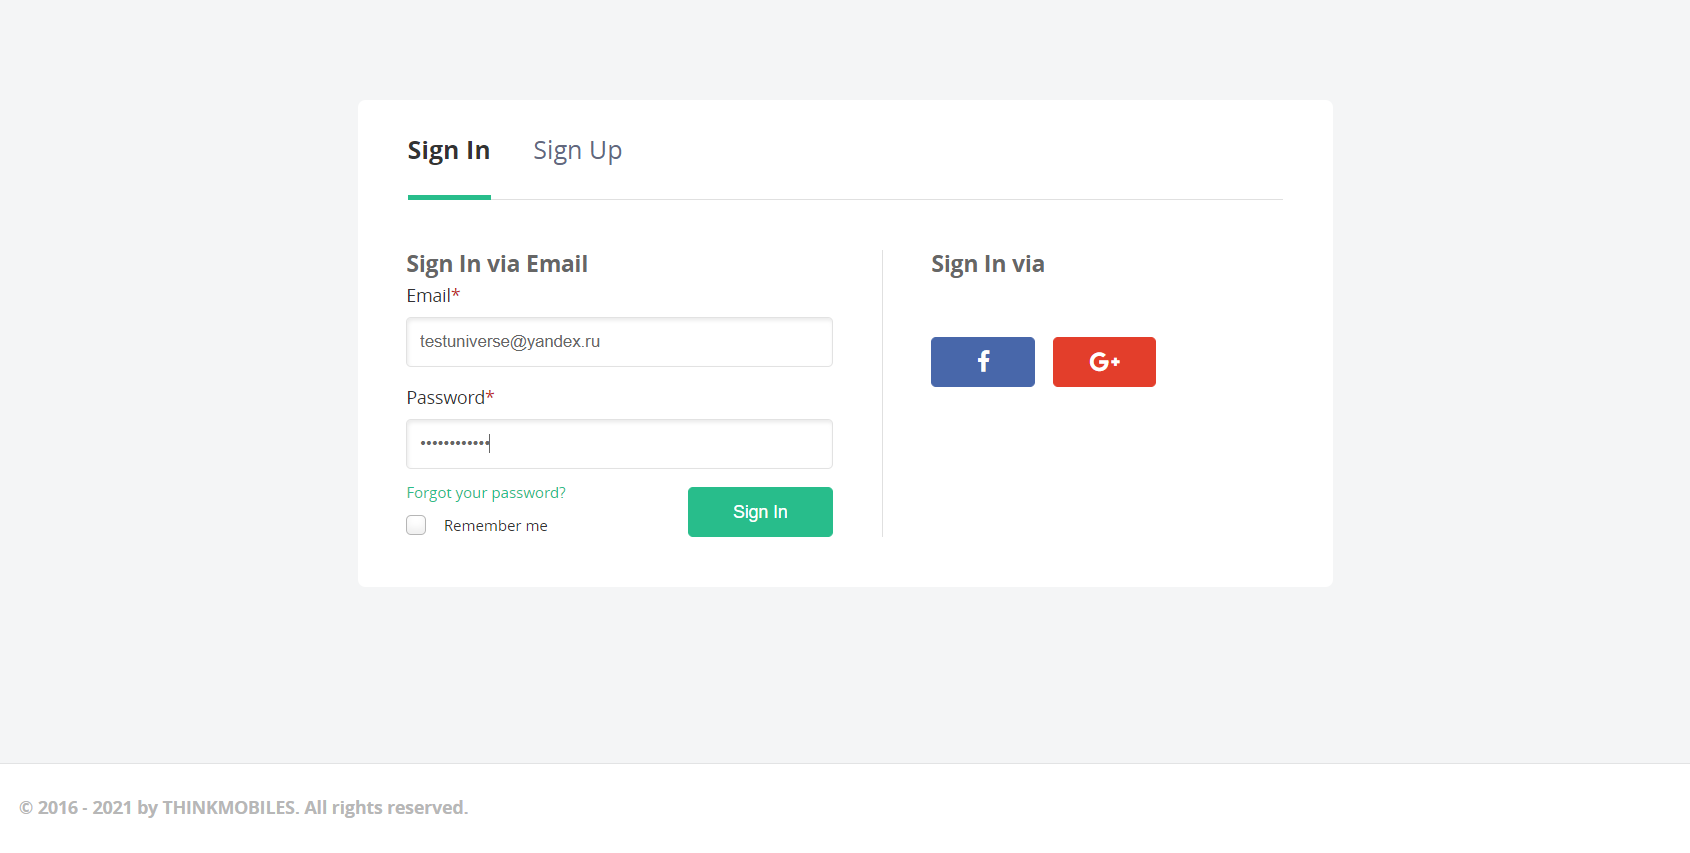 Sign In Sign Up
Sign In via Email
Email*
testuniverse@yandex.ru
Password*
••••••••••••
Forgot your password?
Remember me
Sign In
Sign In via
f G+
© 2016 - 2021 by THINKMOBILES. All rights reserved.